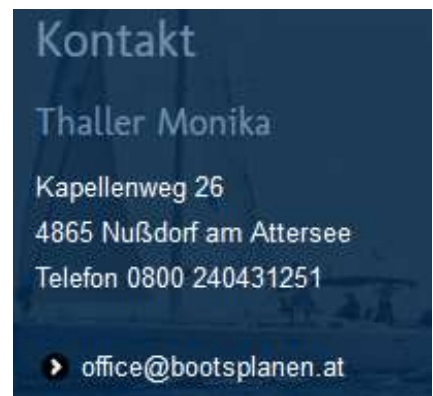 Kontakt
Thaller Monika
Kapellenweg 26
4865 Nußdorf am Attersee
Telefon 0800 240431251
office@bootsplanen.at